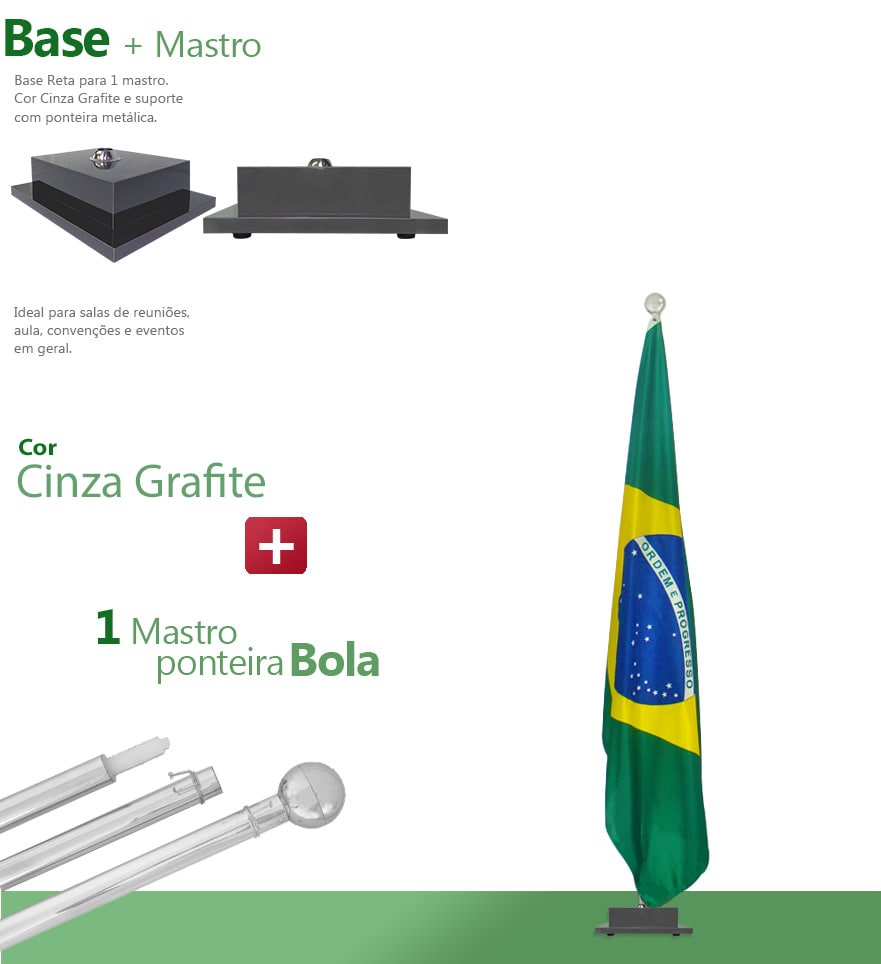 Base + Mastro
Base Reta para 1 mastro.
Cor Cinza Grafite e suporte
com ponteira metálica.
Ideal para salas de reuniões,
aula, convenções e eventos
em geral.
Cor
Cinza Grafite
1 Mastro
ponteira Bola
ORDEM E PROGRESSO